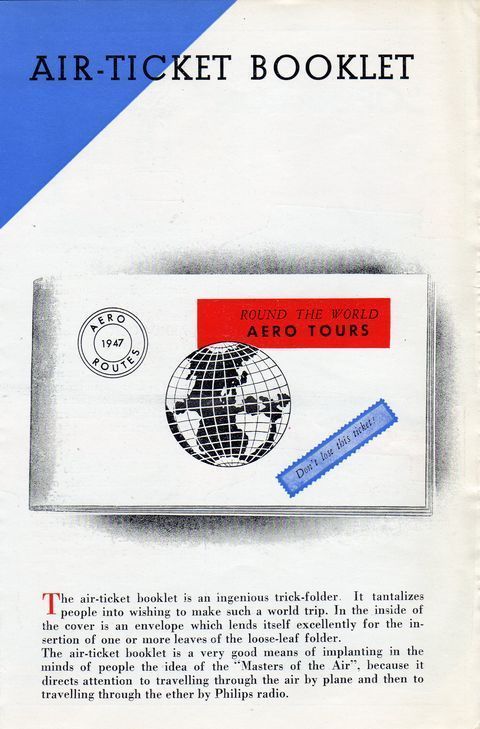 AIR-TICKET BOOKLET
AERO
1947
ROUTES
ROUND THE WORLD
AERO TOURS
Don't lose this ticket!
The air-ticket booklet is an ingenious trick-folder. It tantalizes
people into wishing to make such a world trip. In the inside of
the cover is an envelope which lends itself excellently for the in-
sertion of one or more leaves of the loose-leaf folder.
The air-ticket booklet is a very good means of implanting in the
minds of people the idea of the "Masters of the Air", because it
directs attention to travelling through the air by plane and then to
travelling through the ether by Philips radio.